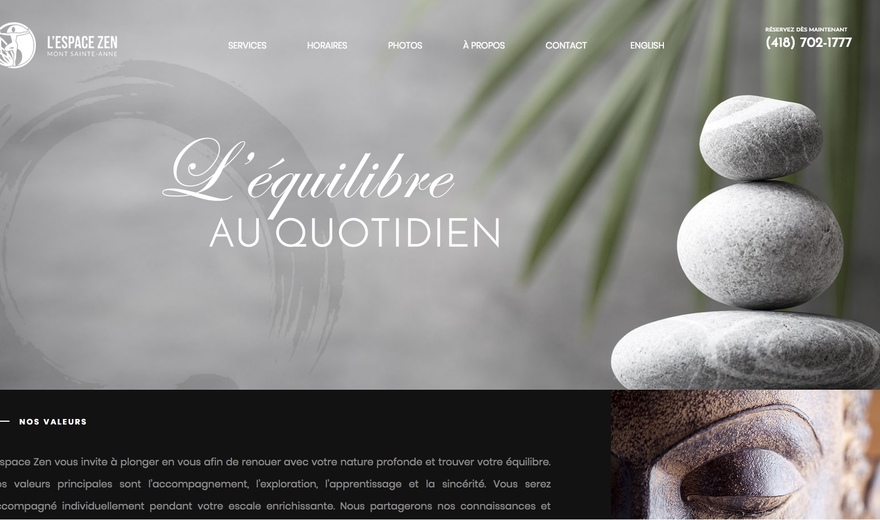 L'ESPACE ZEN
MONT SAINTE-ANNE
SERVICES HORAIRES PHOTOS À PROPOS CONTACT ENGLISH
RÉSERVEZ DÈS MAINTENANT
(418) 702-1777
L'équilibre
AU QUOTIDIEN
NOS VALEURS
space Zen vous invite à plonger en vous afin de renouer avec votre nature profonde et trouver votre équilibre.
os valeurs principales sont l'accompagnement, l'exploration, l'apprentissage et la sincérité. Vous serez
ccompagné individuellement pendant votre escale enrichissante. Nous partagerons nos connaissances et